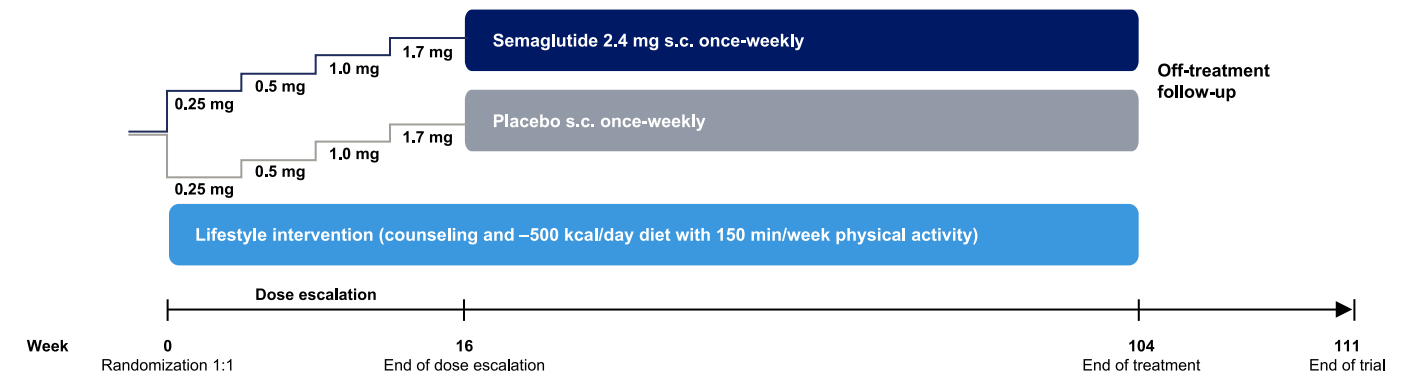 Semaglutide 2.4 mg s.c. once-weekly
1.7 mg
1.0 mg
0.5 mg
0.25 mg
Off-treatment
follow-up
Placebo s.c. once-weekly
1.7 mg
1.0 mg
0.5 mg
0.25 mg
Lifestyle intervention (counseling and –500 kcal/day diet with 150 min/week physical activity)
Dose escalation
Week 0 16 104 111
Randomization 1:1 End of dose escalation End of treatment End of trial